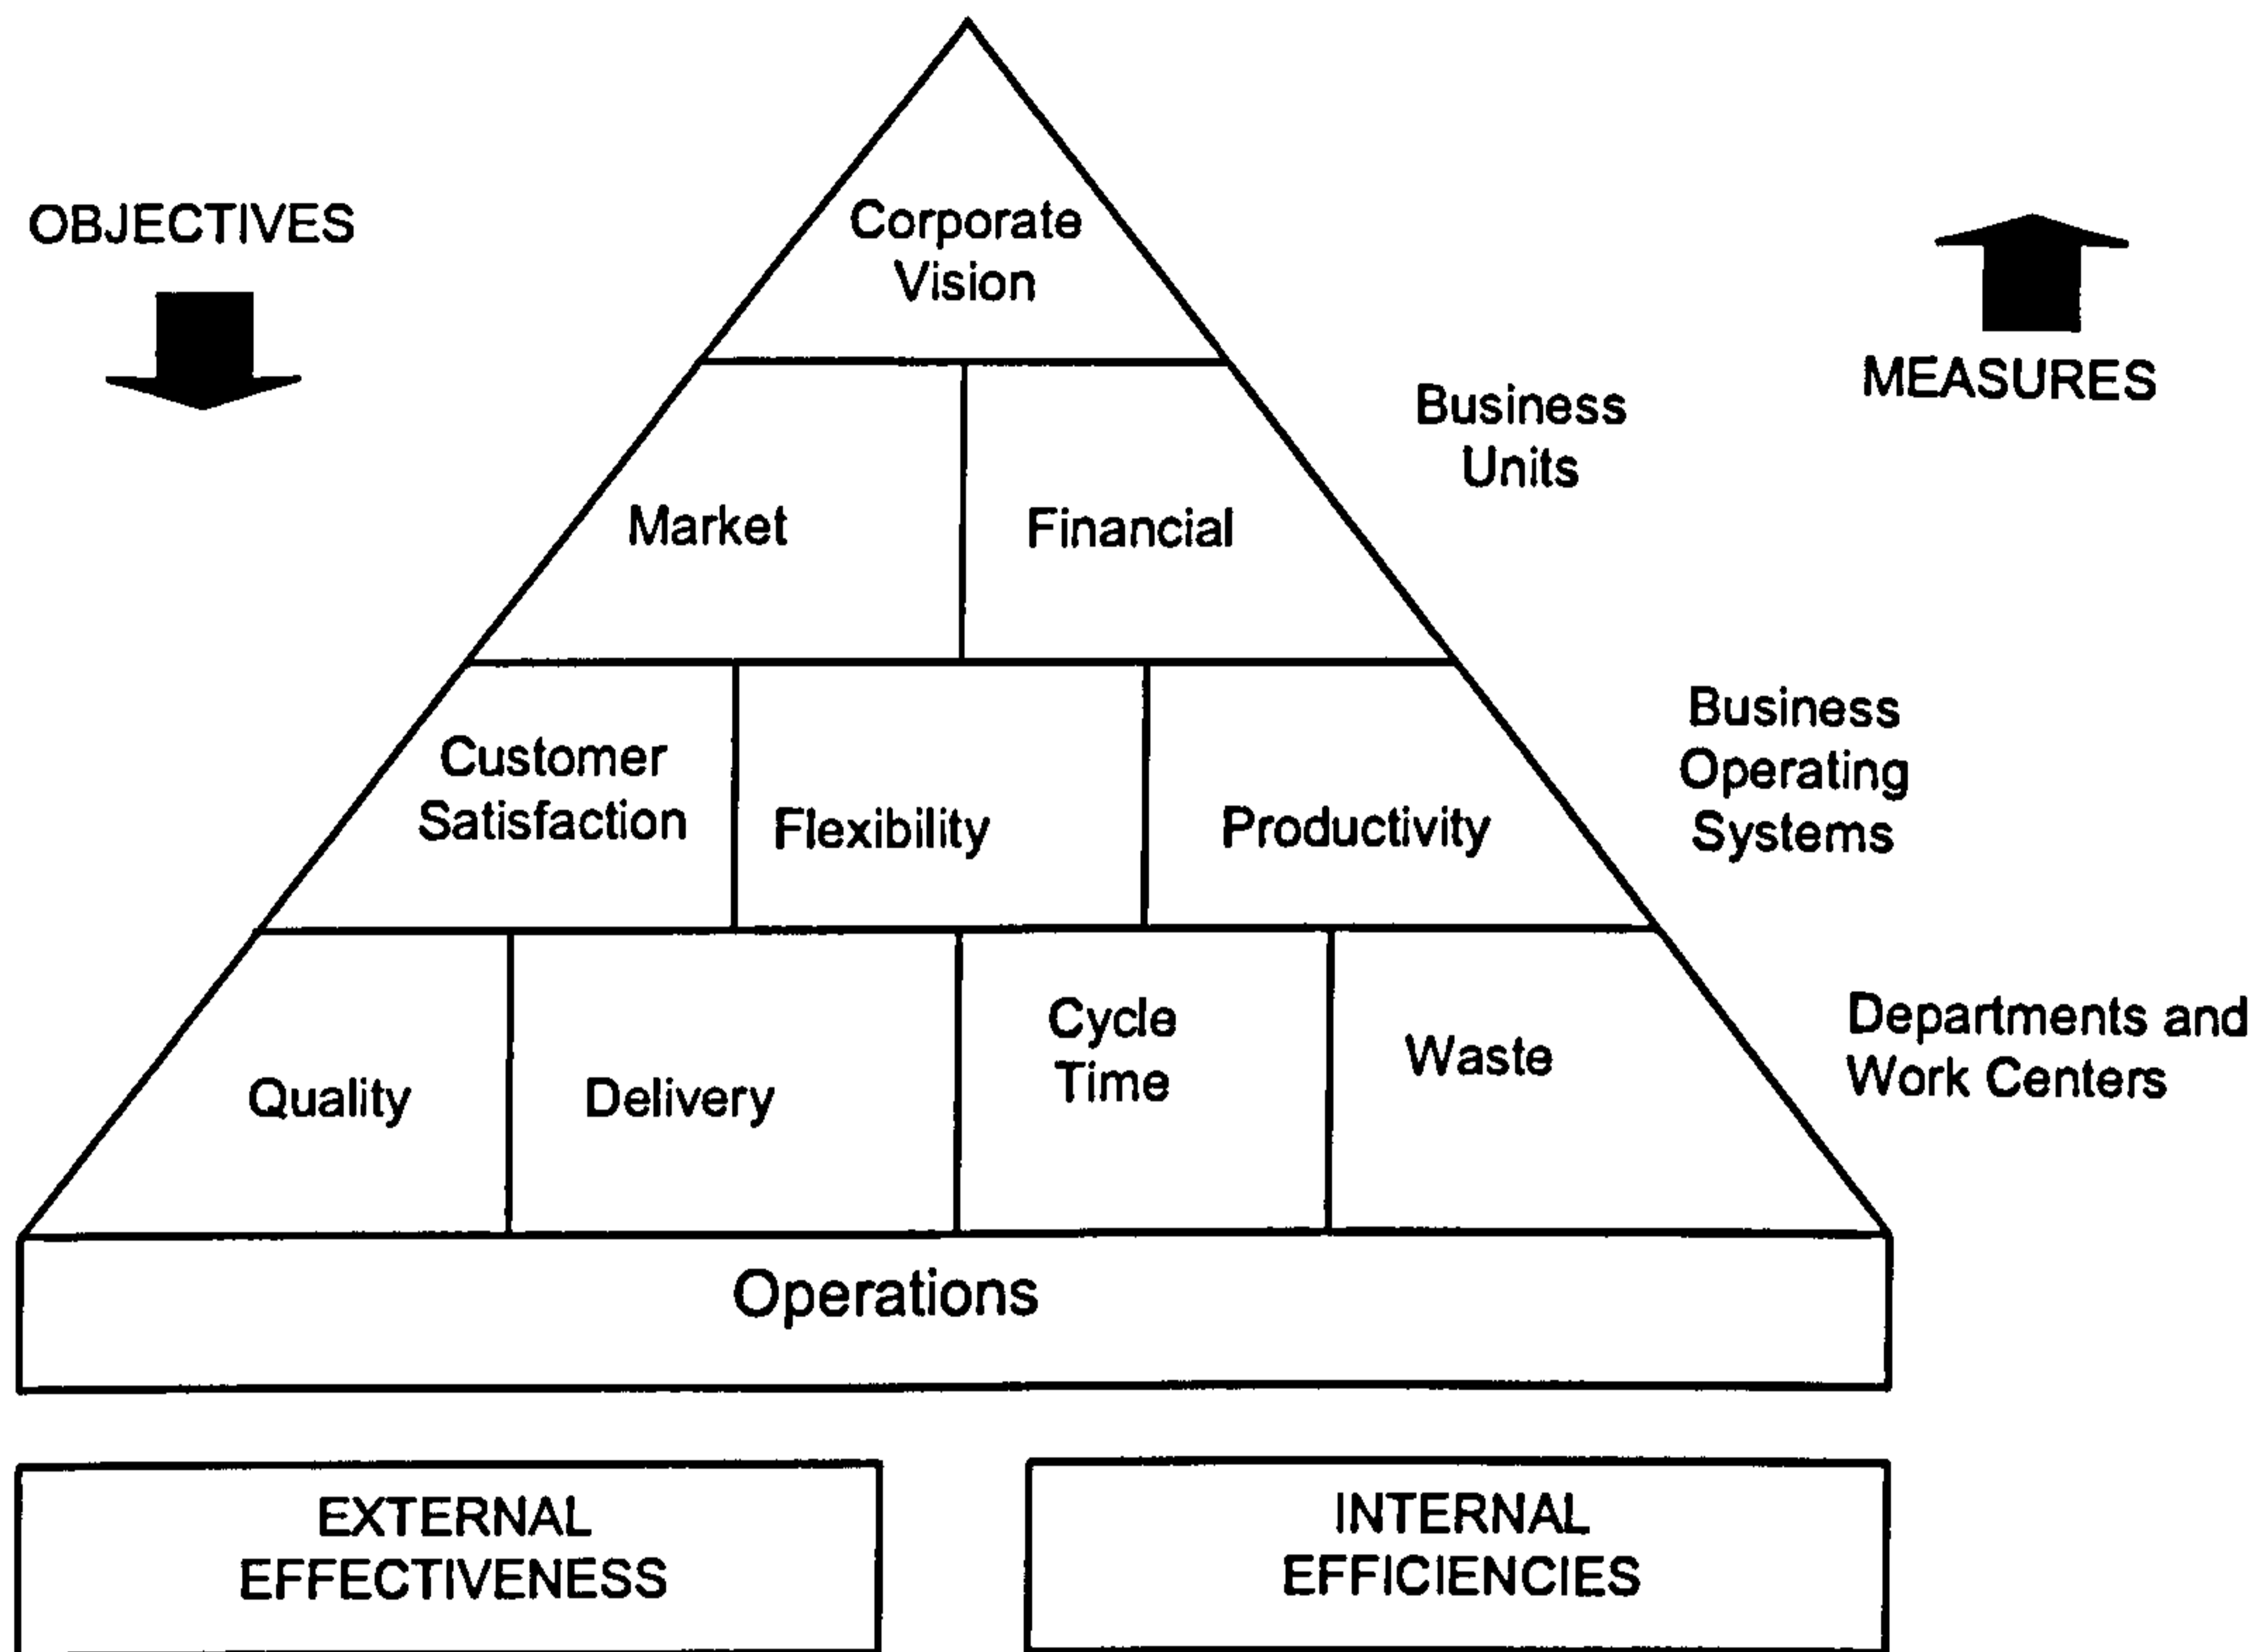 OBJECTIVES
Corporate
Vision
MEASURES
Business
Units
Market
Financial
Customer
Satisfaction
Flexibility
Productivity
Business
Operating
Systems
Quality
Delivery
Cycle
Time
Waste
Departments and
Work Centers
Operations
EXTERNAL
EFFECTIVENESS
INTERNAL
EFFICIENCIES